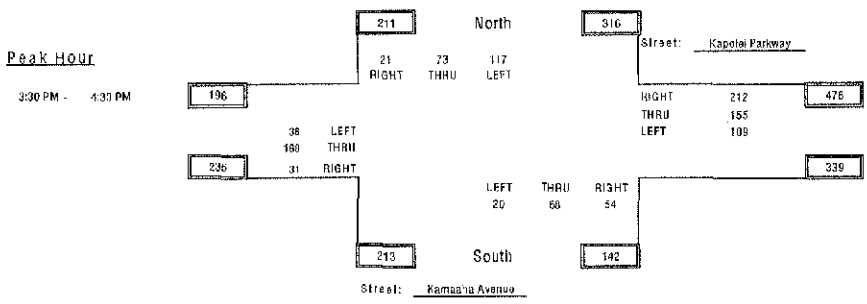 211 North 316
Street: Kapolei Parkway
Peak Hour
21 73 117
RIGHT THRU LEFT
3:30 PM - 4:30 PM 196 RIGHT 212 476
THRU 155
36 LEFT LEFT 109
168 THRU
235 31 RIGHT 339
LEFT THRU RIGHT
20 68 54
213 South 142
Street: Kamaaha Avenue